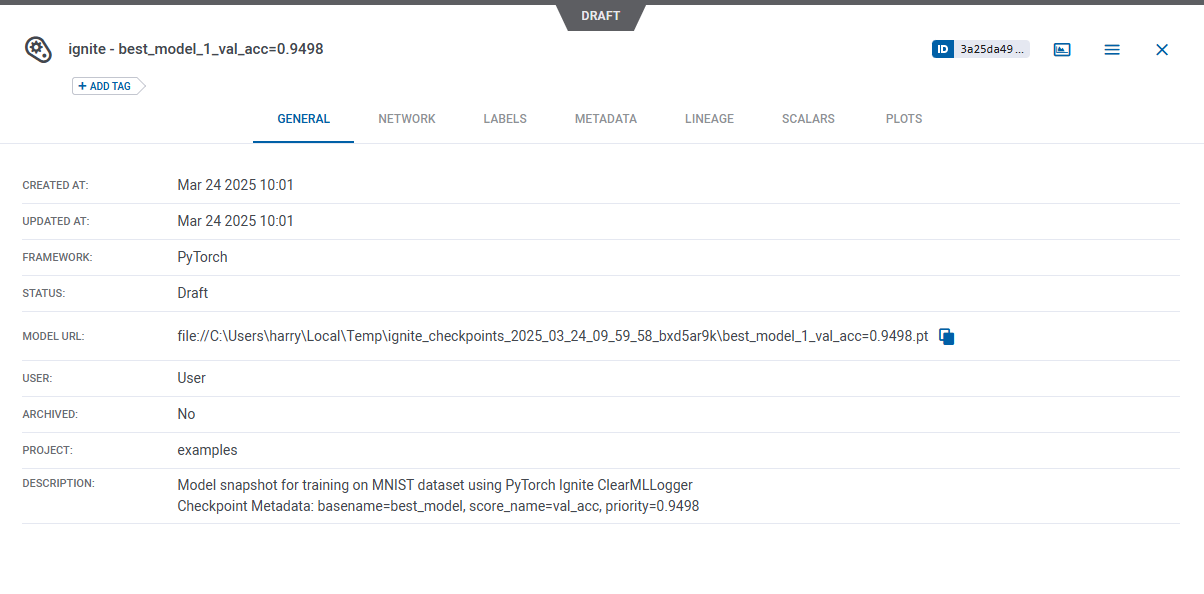 DRAFT
ignite - best_model_1_val_acc=0.9498
ID 3a25da49...
+ ADD TAG
GENERAL NETWORK LABELS METADATA LINEAGE SCALARS PLOTS
CREATED AT: Mar 24 2025 10:01
UPDATED AT: Mar 24 2025 10:01
FRAMEWORK: PyTorch
STATUS: Draft
MODEL URL: file://C:\Users\harry\Local\Temp\ignite_checkpoints_2025_03_24_09_59_58_bxd5ar9k\best_model_1_val_acc=0.9498.pt
USER: User
ARCHIVED: No
PROJECT: examples
DESCRIPTION: Model snapshot for training on MNIST dataset using PyTorch Ignite ClearMLLogger
Checkpoint Metadata: basename=best_model, score_name=val_acc, priority=0.9498